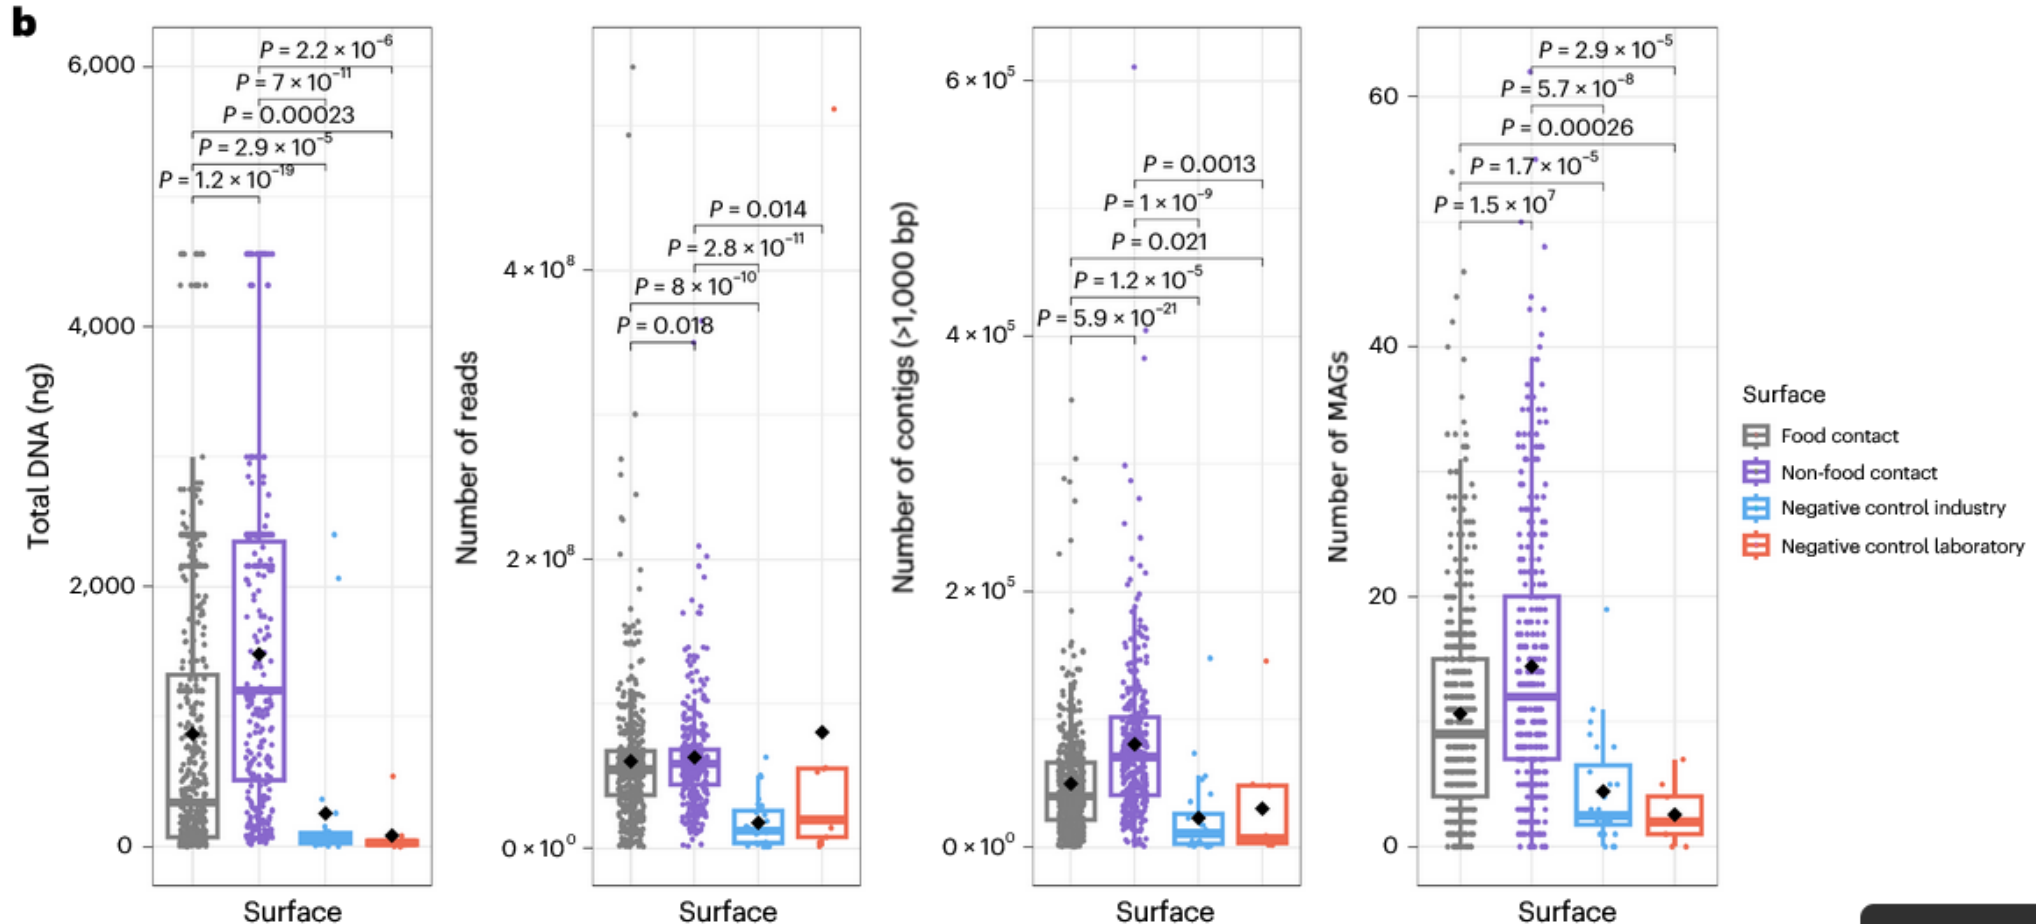 b
Total DNA (ng)
6,000
4,000
2,000
0
P = 2.2 × 10⁻⁶
P = 7 × 10⁻¹¹
P = 0.00023
P = 2.9 × 10⁻⁵
P = 1.2 × 10⁻¹⁹
Surface
Number of reads
4 × 10⁸
2 × 10⁸
0 × 10⁰
P = 0.014
P = 2.8 × 10⁻¹¹
P = 8 × 10⁻¹⁰
P = 0.018
Surface
Number of contigs (>1,000 bp)
6 × 10⁵
4 × 10⁵
2 × 10⁵
0 × 10⁰
P = 0.0013
P = 1 × 10⁻⁹
P = 0.021
P = 1.2 × 10⁻⁵
P = 5.9 × 10⁻²¹
Surface
Number of MAGs
60
40
20
0
P = 2.9 × 10⁻⁵
P = 5.7 × 10⁻⁸
P = 0.00026
P = 1.7 × 10⁻⁵
P = 1.5 × 10⁷
Surface
Surface
Food contact
Non-food contact
Negative control industry
Negative control laboratory